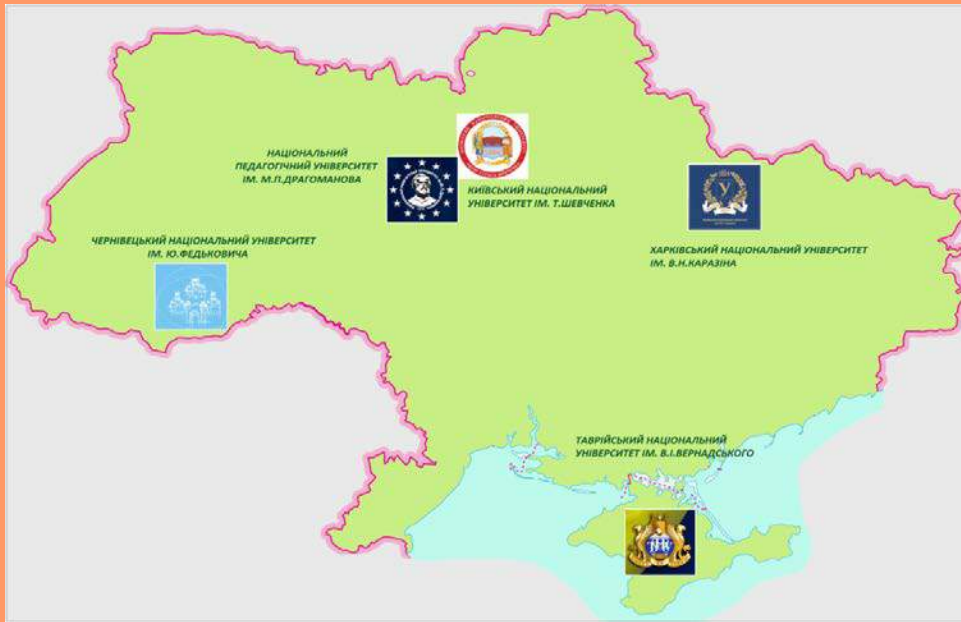 НАЦІОНАЛЬНИЙ
ПЕДАГОГІЧНИЙ УНІВЕРСИТЕТ
ІМ. М.П.ДРАГОМАНОВА
КИЇВСЬКИЙ НАЦІОНАЛЬНИЙ
УНІВЕРСИТЕТ ІМ. Т.ШЕВЧЕНКА
ЧЕРНІВЕЦЬКИЙ НАЦІОНАЛЬНИЙ УНІВЕРСИТЕТ
ІМ. Ю.ФЕДЬКОВИЧА
ХАРКІВСЬКИЙ НАЦІОНАЛЬНИЙ УНІВЕРСИТЕТ
ІМ. В.Н.КАРАЗІНА
ТАВРІЙСЬКИЙ НАЦІОНАЛЬНИЙ
УНІВЕРСИТЕТ ІМ. В.І.ВЕРНАДСЬКОГО